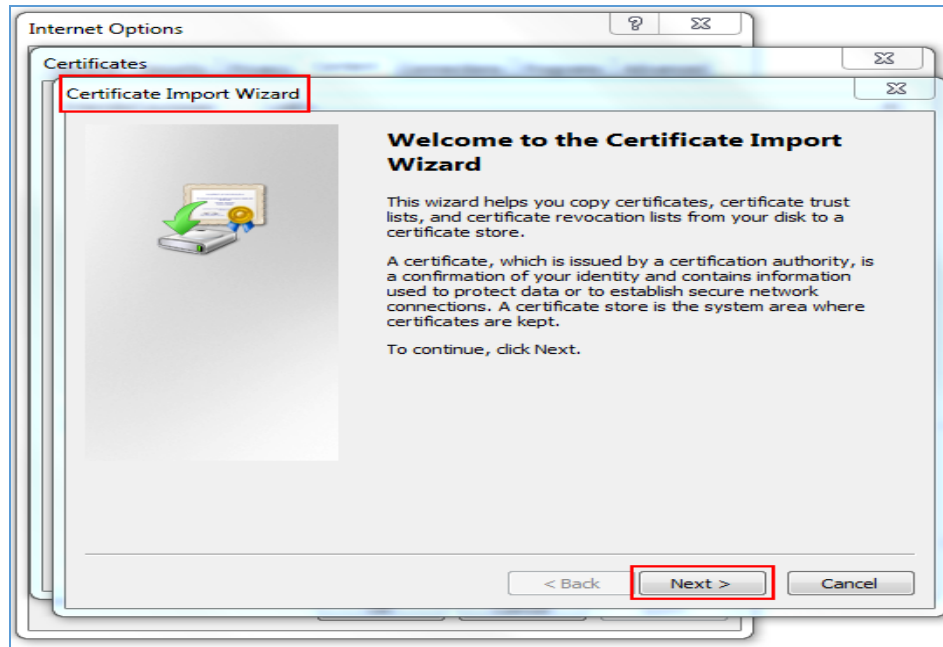 Internet Options
Certificates
Certificate Import Wizard
Welcome to the Certificate Import
Wizard
This wizard helps you copy certificates, certificate trust
lists, and certificate revocation lists from your disk to a
certificate store.
A certificate, which is issued by a certification authority, is
a confirmation of your identity and contains information
used to protect data or to establish secure network
connections. A certificate store is the system area where
certificates are kept.
To continue, click Next.
< Back Next > Cancel